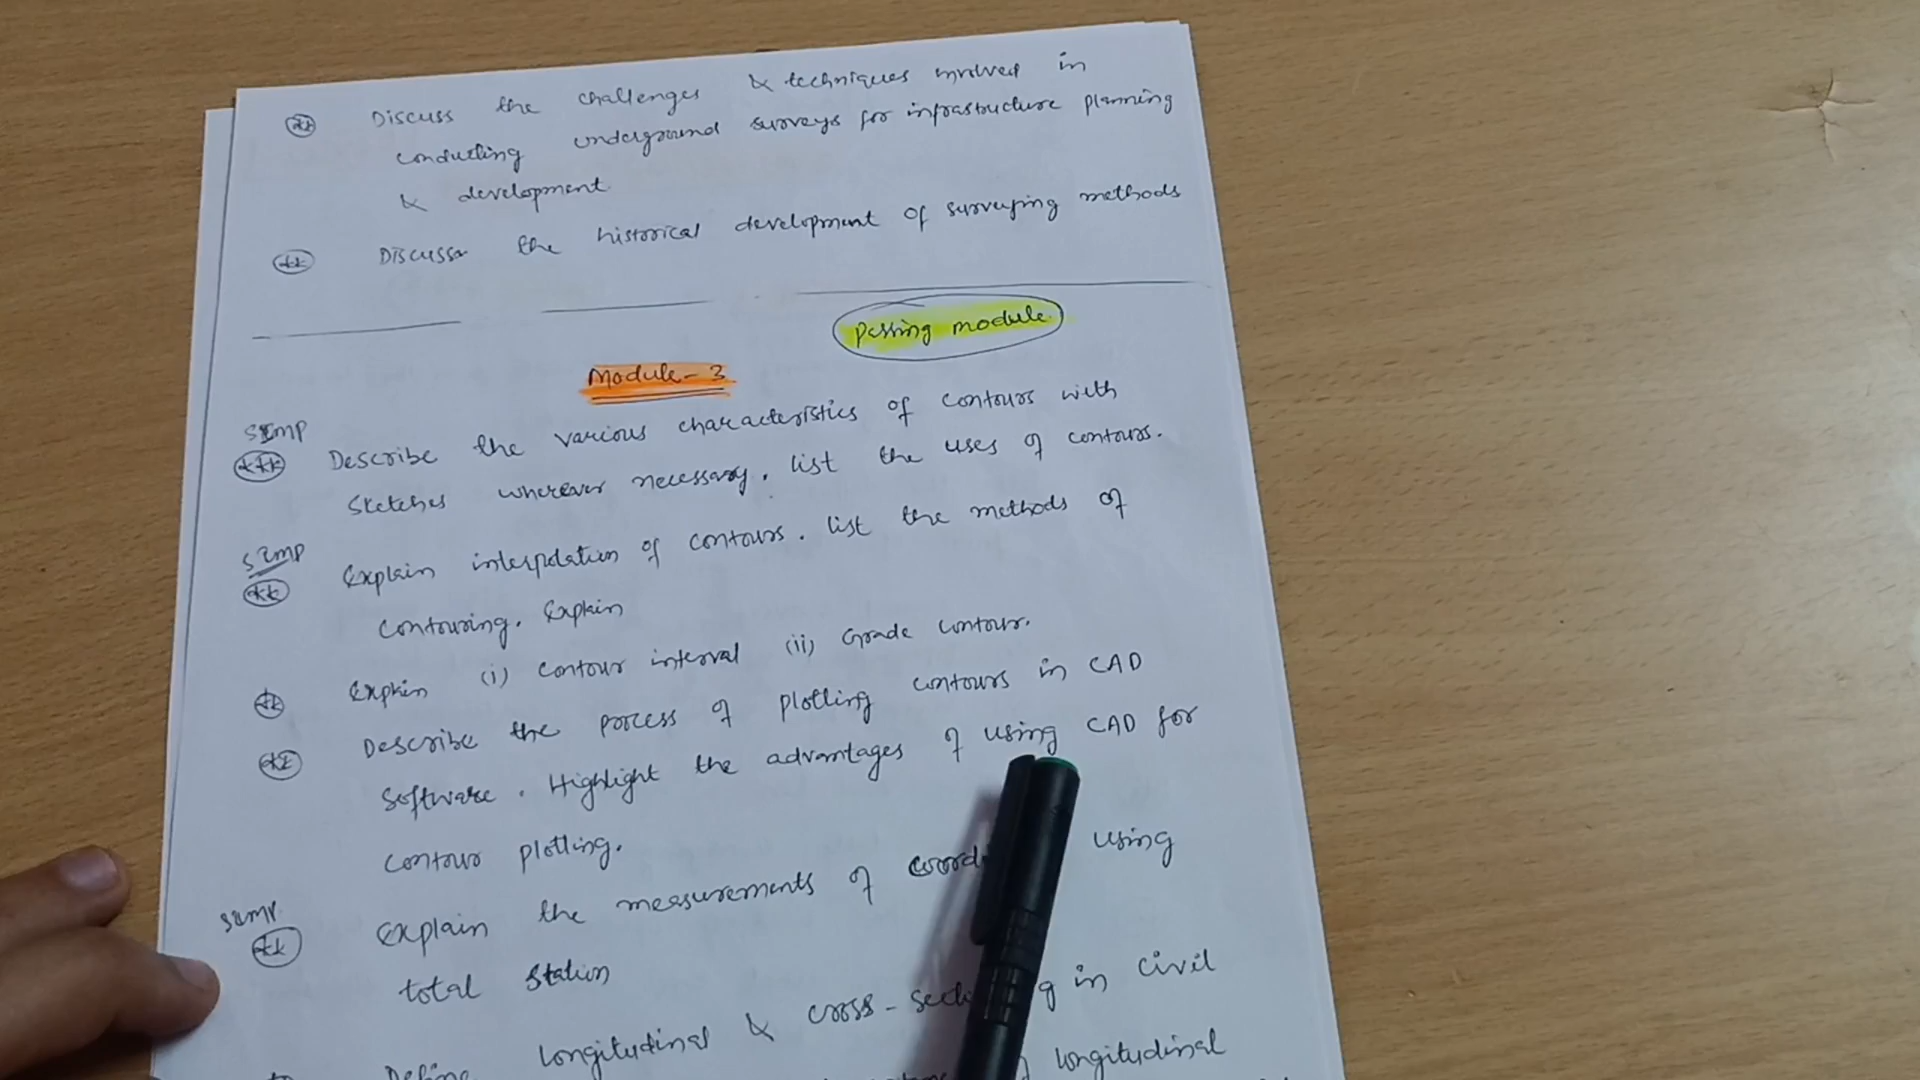 ** Discuss the challenges & techniques involved in
conducting underground surveys for infrastructure planning
& development.
** Discuss the historical development of surveying methods
Passing module.
Module - 3
SIMP
*** Describe the various characteristics of contours with
sketches wherever necessary. list the uses of contours.
SIMP
** Explain interpolation of contours. list the methods of
contouring. Explain
** Explain (i) contour interval (ii) Grade contour.
** Describe the process of plotting contours in CAD
software. Highlight the advantages of using CAD for
contour plotting.
SIMP.
** Explain the measurements of using
total station
Define longitudinal & cross- in civil
longitudinal